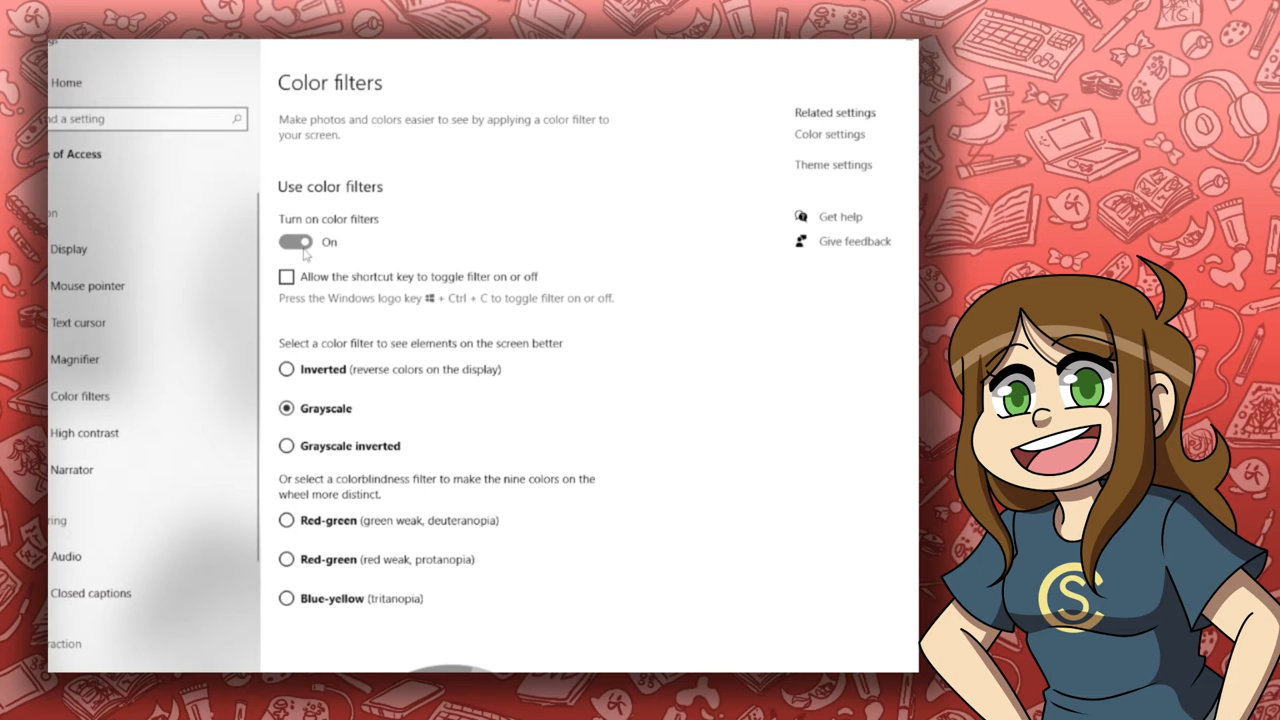 Home
d a setting
of Access
on
Display
Mouse pointer
Text cursor
Magnifier
Color filters
High contrast
Narrator
ring
Audio
Closed captions
raction
Color filters
Make photos and colors easier to see by applying a color filter to
your screen.
Use color filters
Turn on color filters
On
Allow the shortcut key to toggle filter on or off
Press the Windows logo key + Ctrl + C to toggle filter on or off.
Select a color filter to see elements on the screen better
Inverted (reverse colors on the display)
Grayscale
Grayscale inverted
Or select a colorblindness filter to make the nine colors on the
wheel more distinct.
Red-green (green weak, deuteranopia)
Red-green (red weak, protanopia)
Blue-yellow (tritanopia)
Related settings
Color settings
Theme settings
Get help
Give feedback